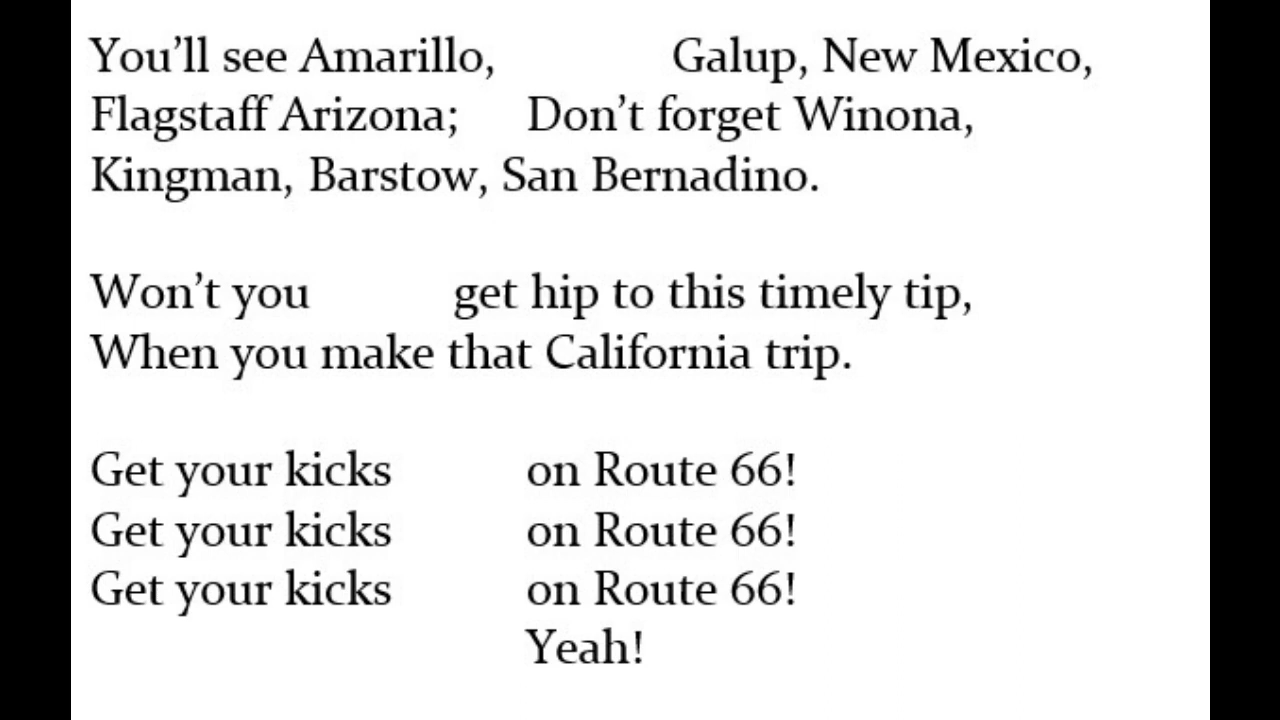 You’ll see Amarillo, Galup, New Mexico,
Flagstaff Arizona; Don’t forget Winona,
Kingman, Barstow, San Bernadino.
Won’t you get hip to this timely tip,
When you make that California trip.
Get your kicks on Route 66!
Get your kicks on Route 66!
Get your kicks on Route 66!
Yeah!